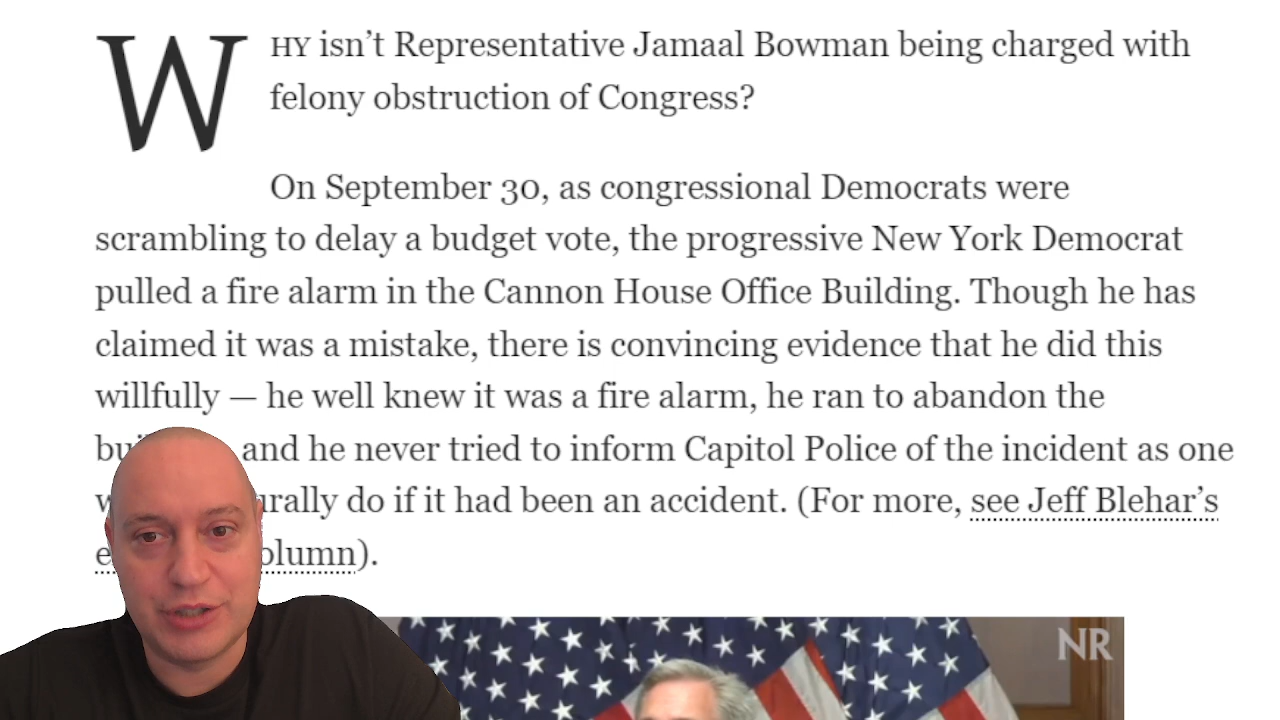 WHY isn’t Representative Jamaal Bowman being charged with
felony obstruction of Congress?
On September 30, as congressional Democrats were
scrambling to delay a budget vote, the progressive New York Democrat
pulled a fire alarm in the Cannon House Office Building. Though he has
claimed it was a mistake, there is convincing evidence that he did this
willfully — he well knew it was a fire alarm, he ran to abandon the
and he never tried to inform Capitol Police of the incident as one
do if it had been an accident. (For more, see Jeff Blehar’s
).
NR